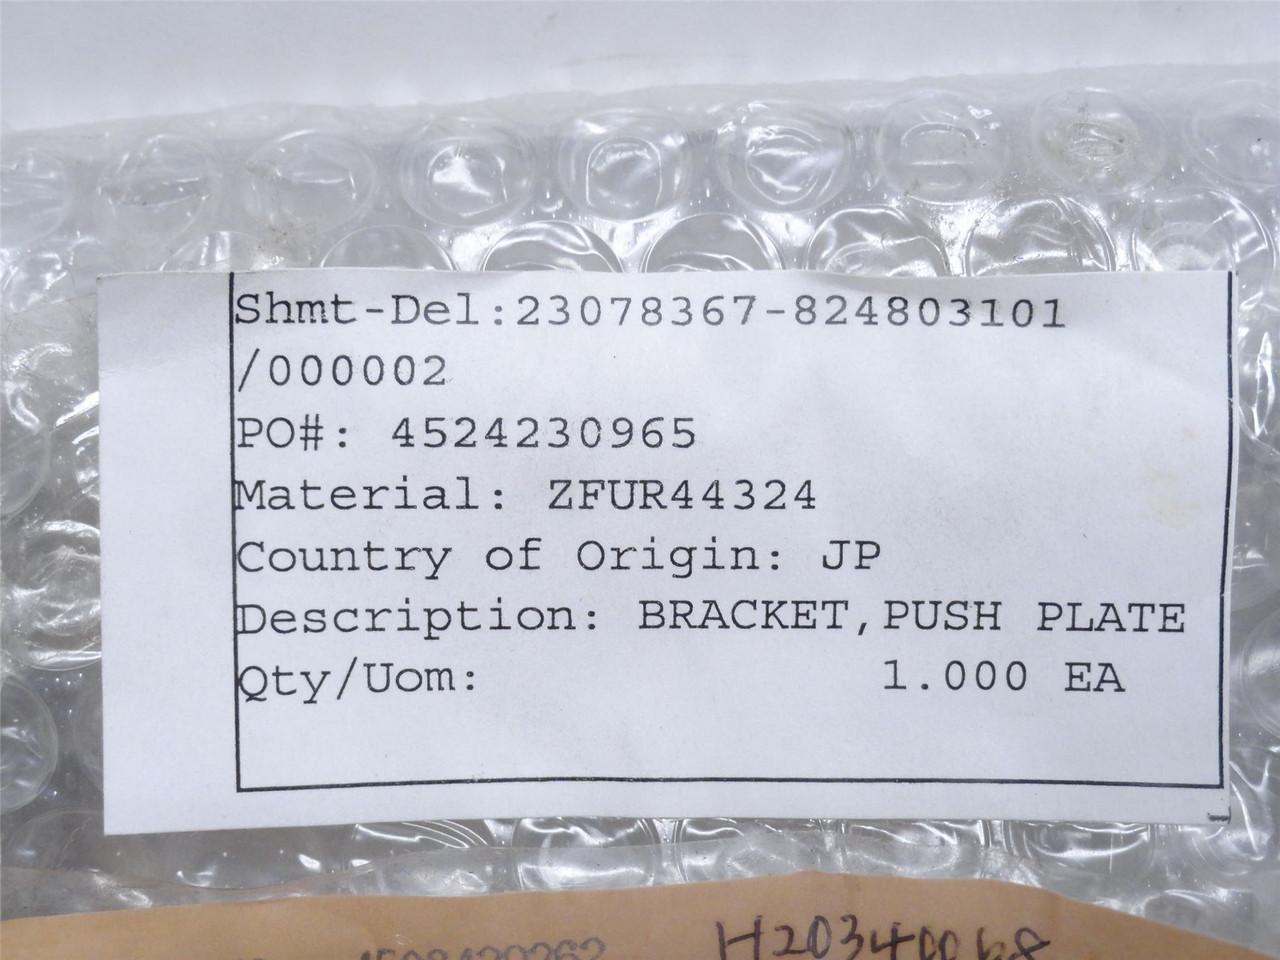 Shmt-Del:23078367-824803101
/000002
PO#: 4524230965
Material: ZFUR44324
Country of Origin: JP
Description: BRACKET,PUSH PLATE
Qty/Uom: 1.000 EA